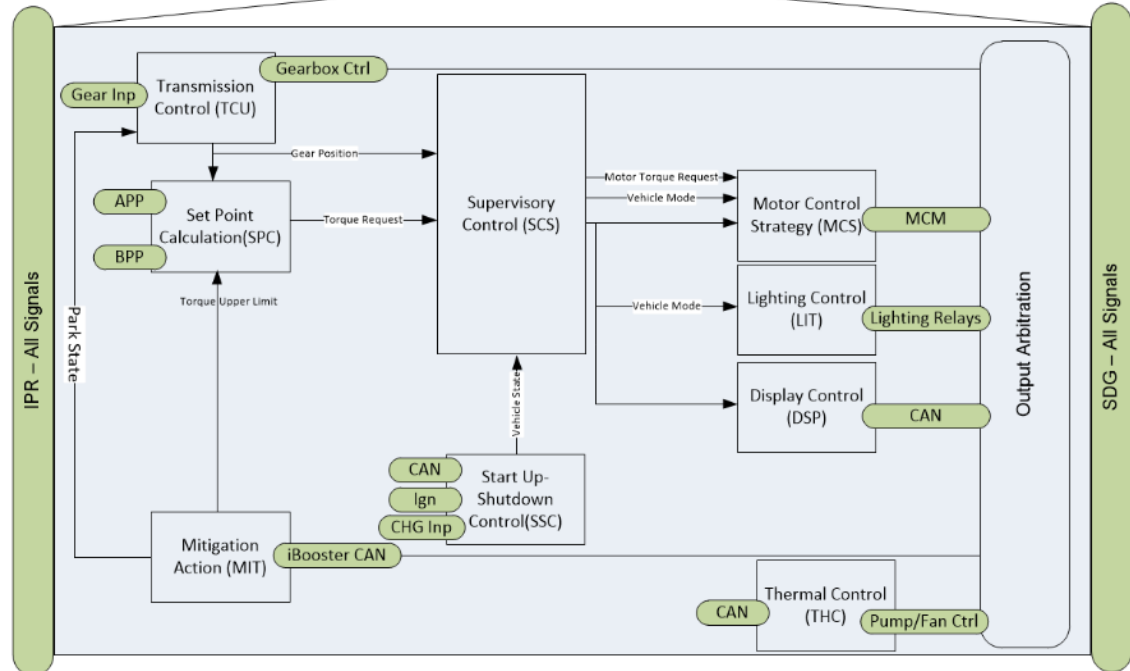 IPR – All Signals
Gear Inp
Transmission
Control (TCU)
Gearbox Ctrl
Gear Position
APP
BPP
Set Point
Calculation(SPC)
Torque Request
Torque Upper Limit
Park State
Mitigation
Action (MIT)
iBooster CAN
Supervisory
Control (SCS)
Vehicle State
CAN
Ign
CHG Inp
Start Up-
Shutdown
Control(SSC)
Motor Torque Request
Vehicle Mode
Motor Control
Strategy (MCS)
MCM
Vehicle Mode
Lighting Control
(LIT)
Lighting Relays
Display Control
(DSP)
CAN
CAN
Thermal Control
(THC)
Pump/Fan Ctrl
Output Arbitration
SDG – All Signals